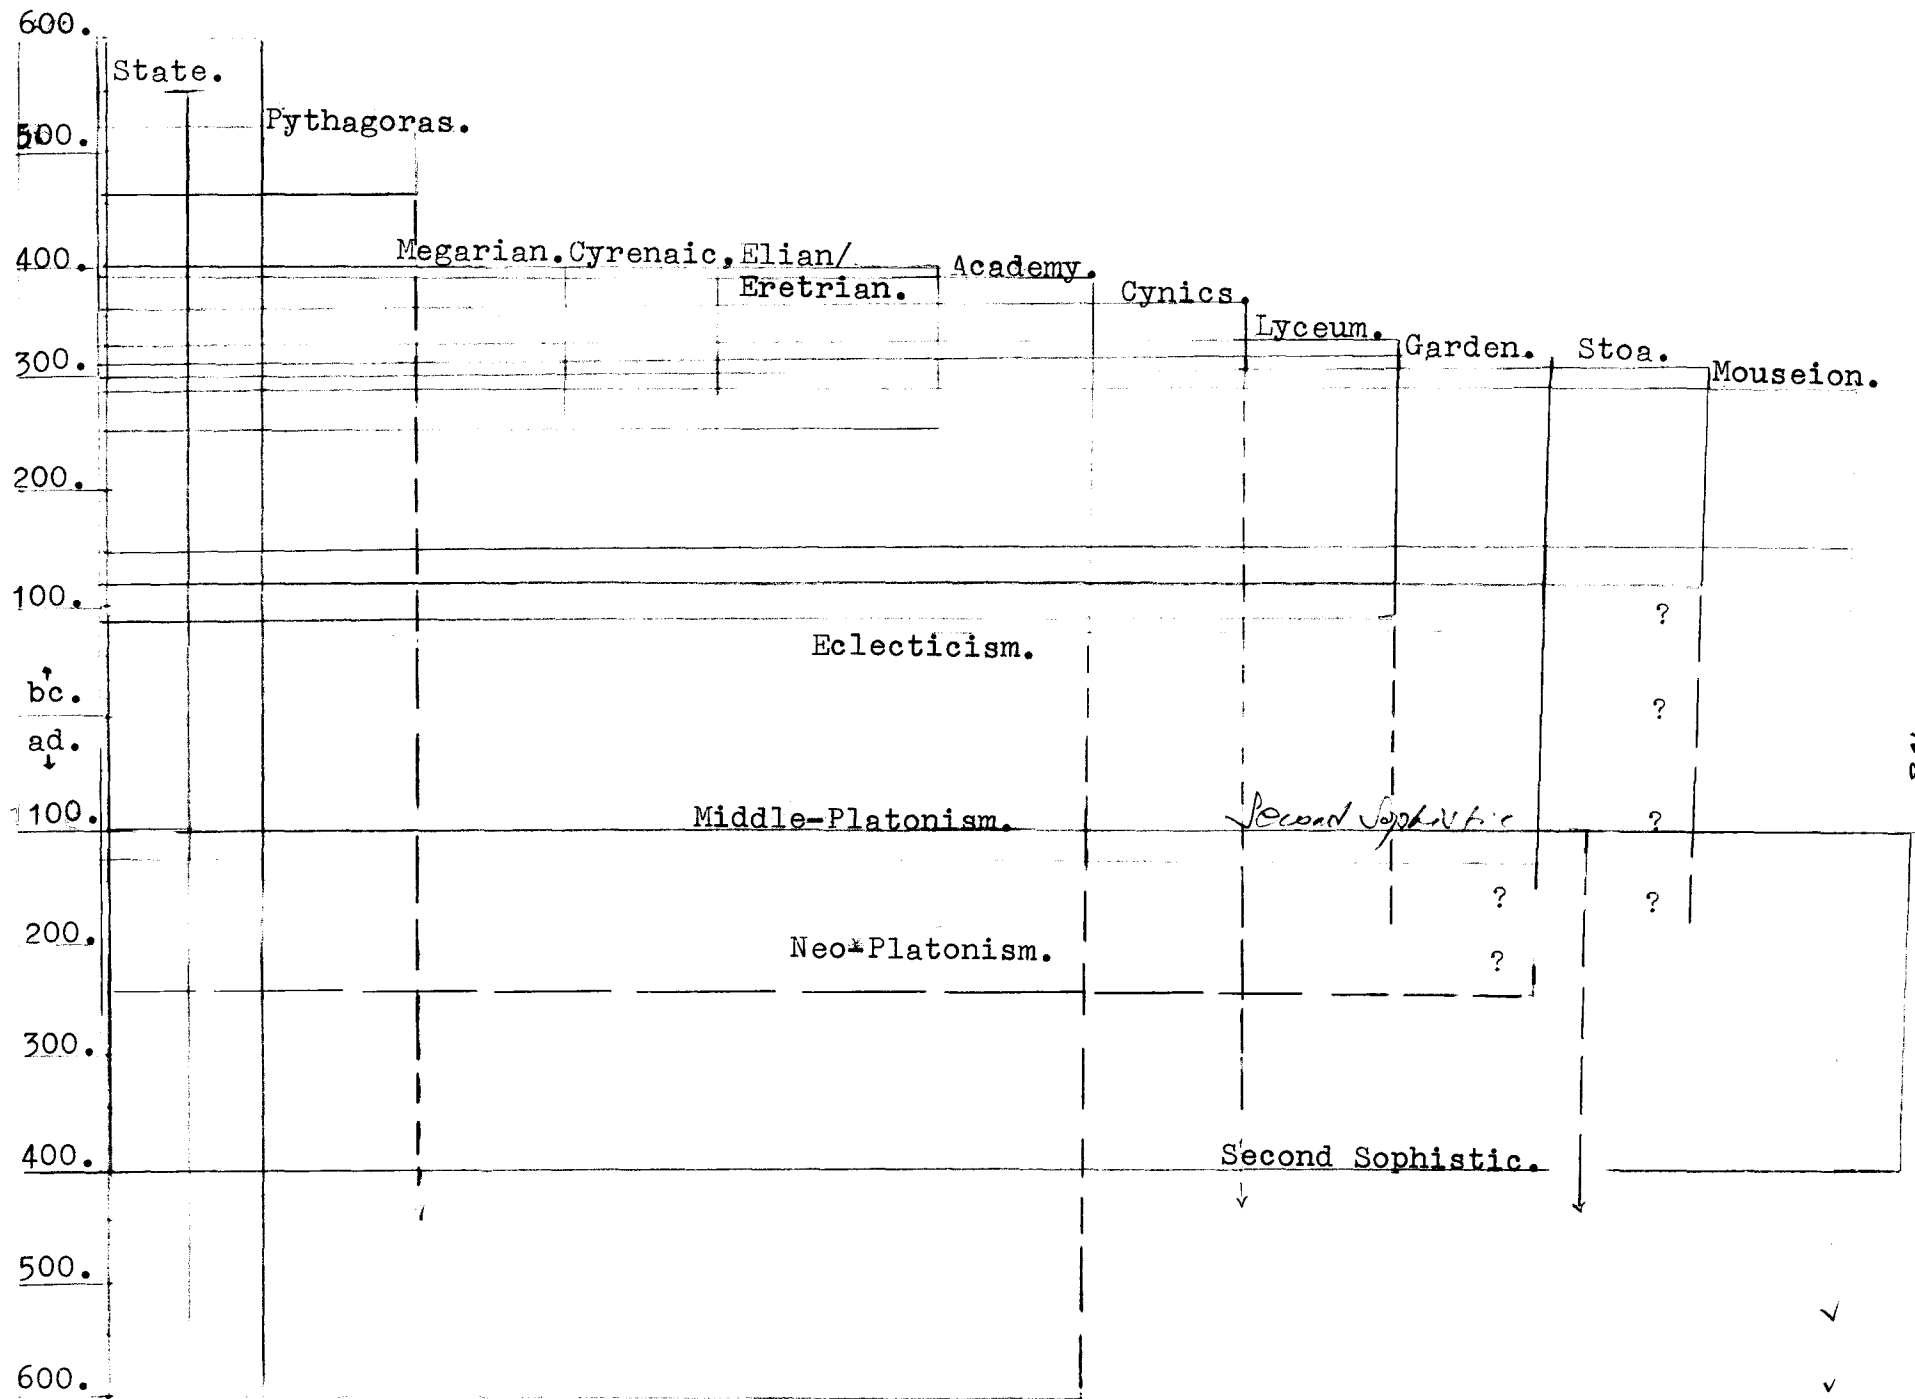 600.
State.
Pythagoras.
500.
Megarian. Cyrenaic, Elian/
400.
Academy.
Eretrian.
Cynics.
Lyceum.
Garden.
Stoa.
300.
Mouseion.
200.
100.
?
Eclecticism.
bc.
?
ad.
100.
Middle-Platonism.
Second Sophistic
?
?
?
200.
Neo-Platonism.
?
300.
400.
Second Sophistic.
500.
600.